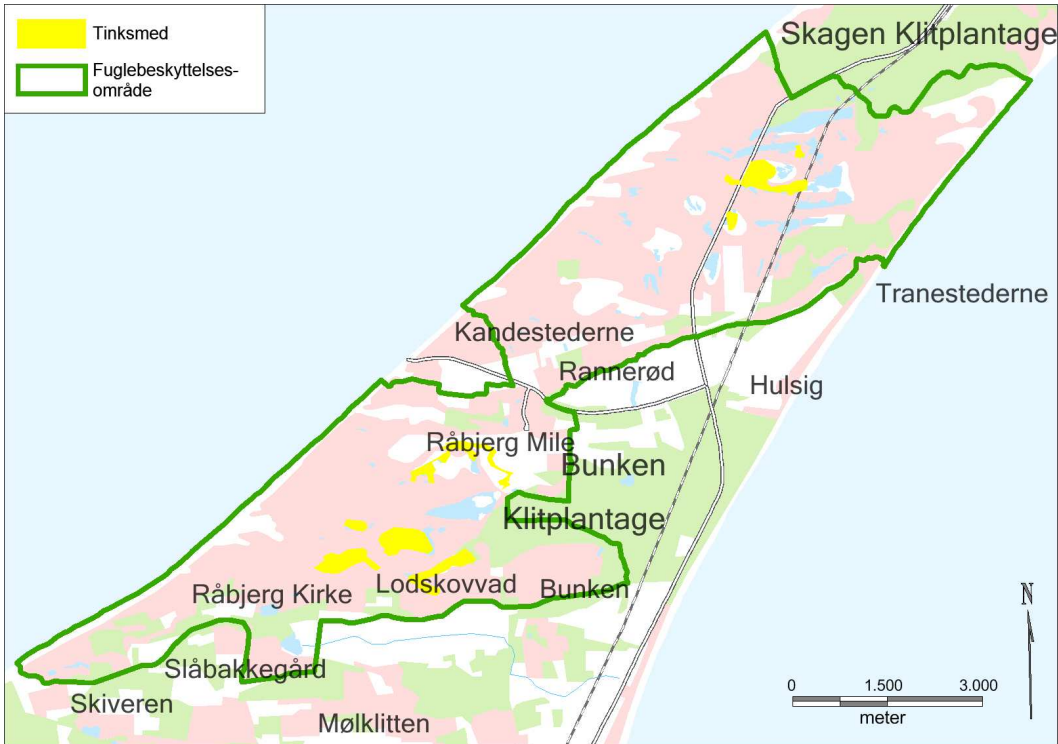 Tinksmed
Fuglebeskyttelses-
område
Skagen Klitplantage
Tranestederne
Kandestederne
Rannerød
Hulsig
Råbjerg Mile
Bunken
Klitplantage
Råbjerg Kirke
Lodskovvad
Bunken
Slåbakkegård
Skiveren
Mølklitten
N
0 1.500 3.000
meter